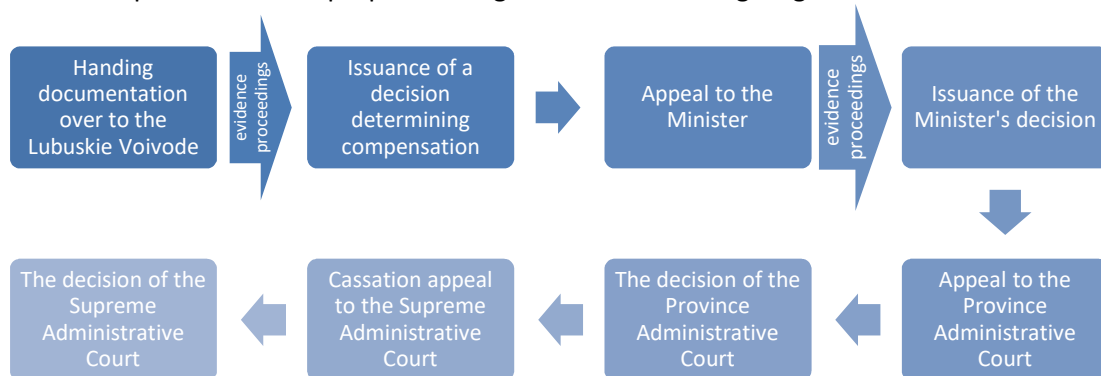 Handing
documentation
over to the
Lubuskie Voivode
evidence
proceedings
Issuance of a
decision
determining
compensation
Appeal to the
Minister
evidence
proceedings
Issuance of the
Minister's decision
Appeal to the
Province
Administrative
Court
The decision of the
Province
Administrative
Court
Cassation appeal
to the Supreme
Administrative
Court
The decision of the
Supreme
Administrative
Court